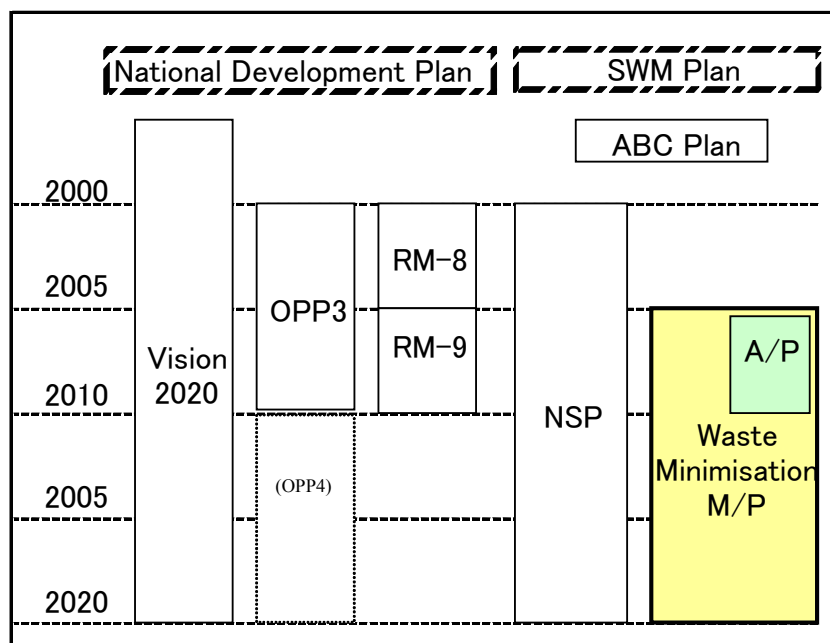 National Development Plan
SWM Plan
ABC Plan
2000
RM-8
2005
OPP3
RM-9
A/P
Vision
2020
2010
NSP
Waste
Minimisation
M/P
(OPP4)
2005
2020